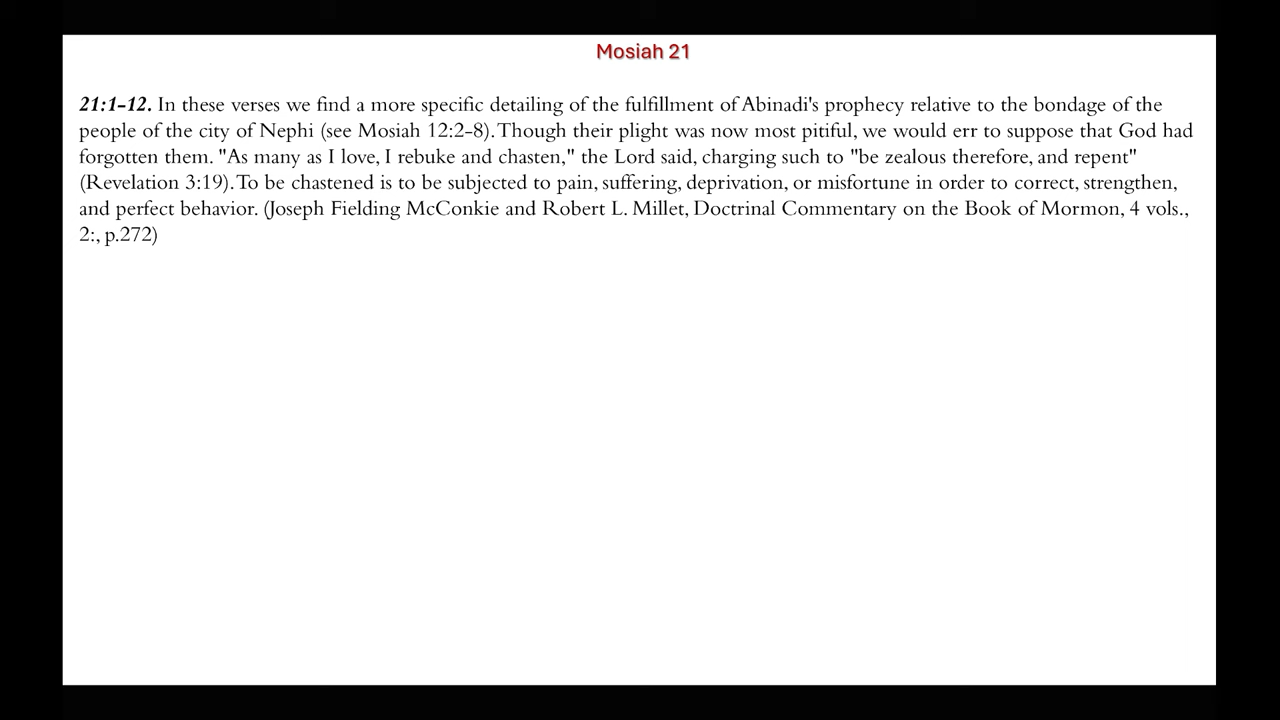 Mosiah 21
21:1-12. In these verses we find a more specific detailing of the fulfillment of Abinadi's prophecy relative to the bondage of the
people of the city of Nephi (see Mosiah 12:2-8). Though their plight was now most pitiful, we would err to suppose that God had
forgotten them. "As many as I love, I rebuke and chasten," the Lord said, charging such to "be zealous therefore, and repent"
(Revelation 3:19). To be chastened is to be subjected to pain, suffering, deprivation, or misfortune in order to correct, strengthen,
and perfect behavior. (Joseph Fielding McConkie and Robert L. Millet, Doctrinal Commentary on the Book of Mormon, 4 vols.,
2:, p.272)